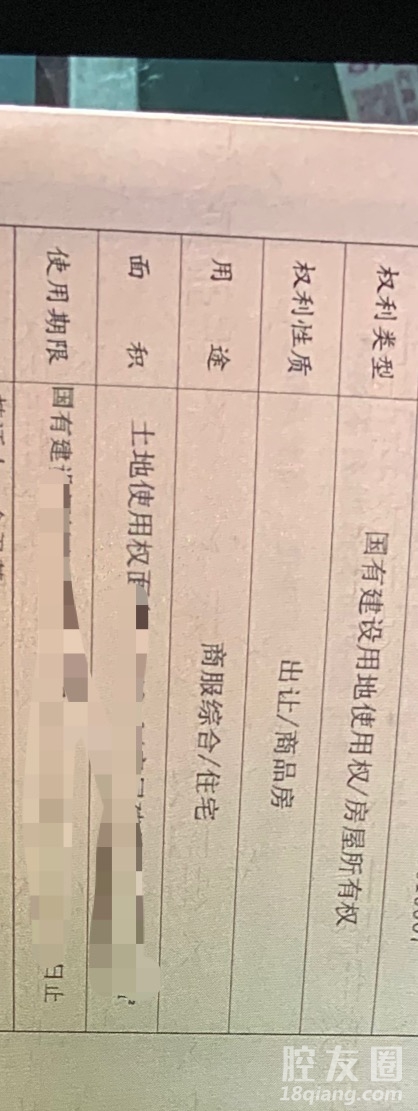 权利类型 国有建设用地使用权/房屋所有权
权利性质 出让/商品房
用途 商服综合/住宅
面积 土地使用权面
使用期限 国有建 日止
腔友圈
18qiang.com